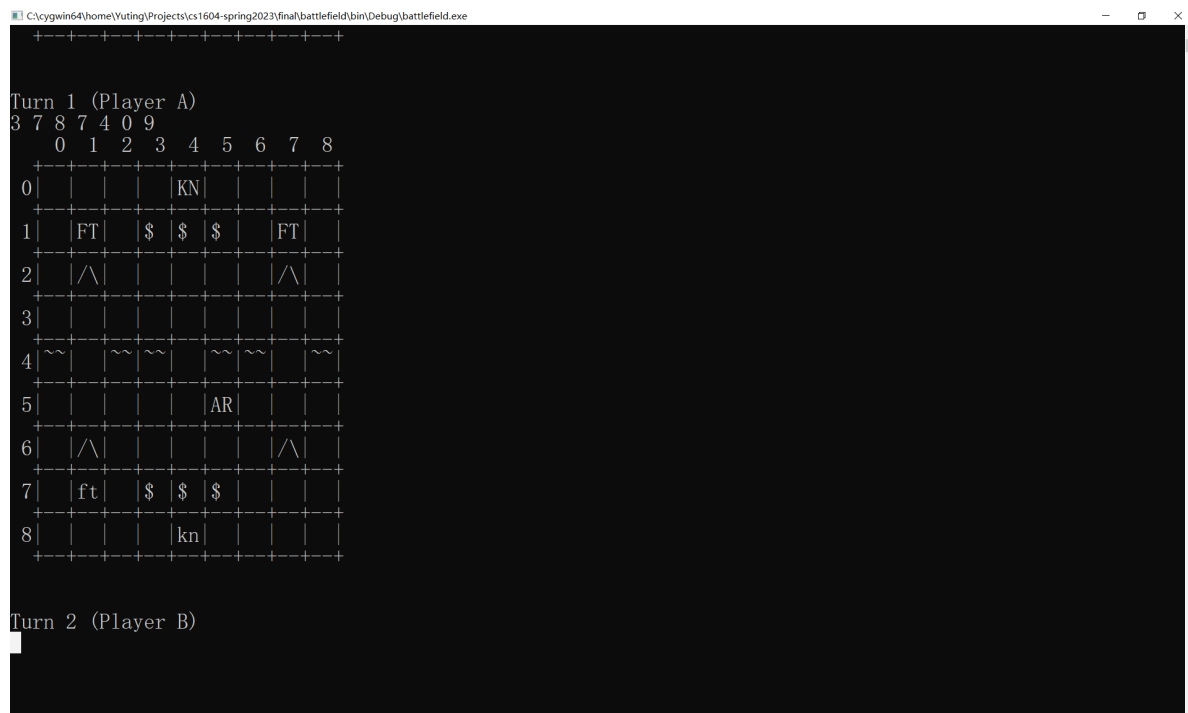 C:\cygwin64\home\Yuting\Projects\cs1604-spring2023\final\battlefield\bin\Debug\battlefield.exe
  +--+--+--+--+--+--+--+--+--+
Turn 1 (Player A)
3 7 8 7 4 0 9
   0  1  2  3  4  5  6  7  8
  +--+--+--+--+--+--+--+--+--+
0|  |  |  |  |KN|  |  |  |  |
  +--+--+--+--+--+--+--+--+--+
1|  |FT|  |$ |$ |$ |  |FT|  |
  +--+--+--+--+--+--+--+--+--+
2|  |/\|  |  |  |  |  |/\|  |
  +--+--+--+--+--+--+--+--+--+
3|  |  |  |  |  |  |  |  |  |
  +--+--+--+--+--+--+--+--+--+
4|~~|  |~~|~~|  |~~|~~|  |~~|
  +--+--+--+--+--+--+--+--+--+
5|  |  |  |  |  |AR|  |  |  |
  +--+--+--+--+--+--+--+--+--+
6|  |/\|  |  |  |  |  |/\|  |
  +--+--+--+--+--+--+--+--+--+
7|  |ft|  |$ |$ |$ |  |  |  |
  +--+--+--+--+--+--+--+--+--+
8|  |  |  |  |kn|  |  |  |  |
  +--+--+--+--+--+--+--+--+--+
Turn 2 (Player B)